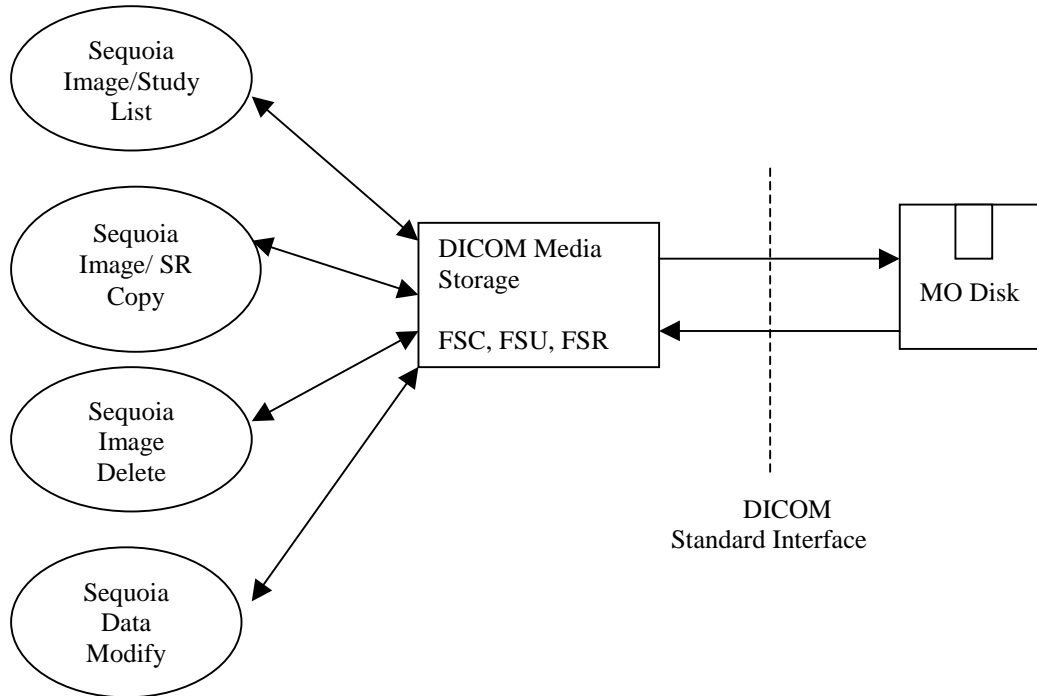 Sequoia
Image/Study
List
Sequoia
Image/ SR
Copy
Sequoia
Image
Delete
Sequoia
Data
Modify
DICOM Media
Storage
FSC, FSU, FSR
MO Disk
DICOM
Standard Interface